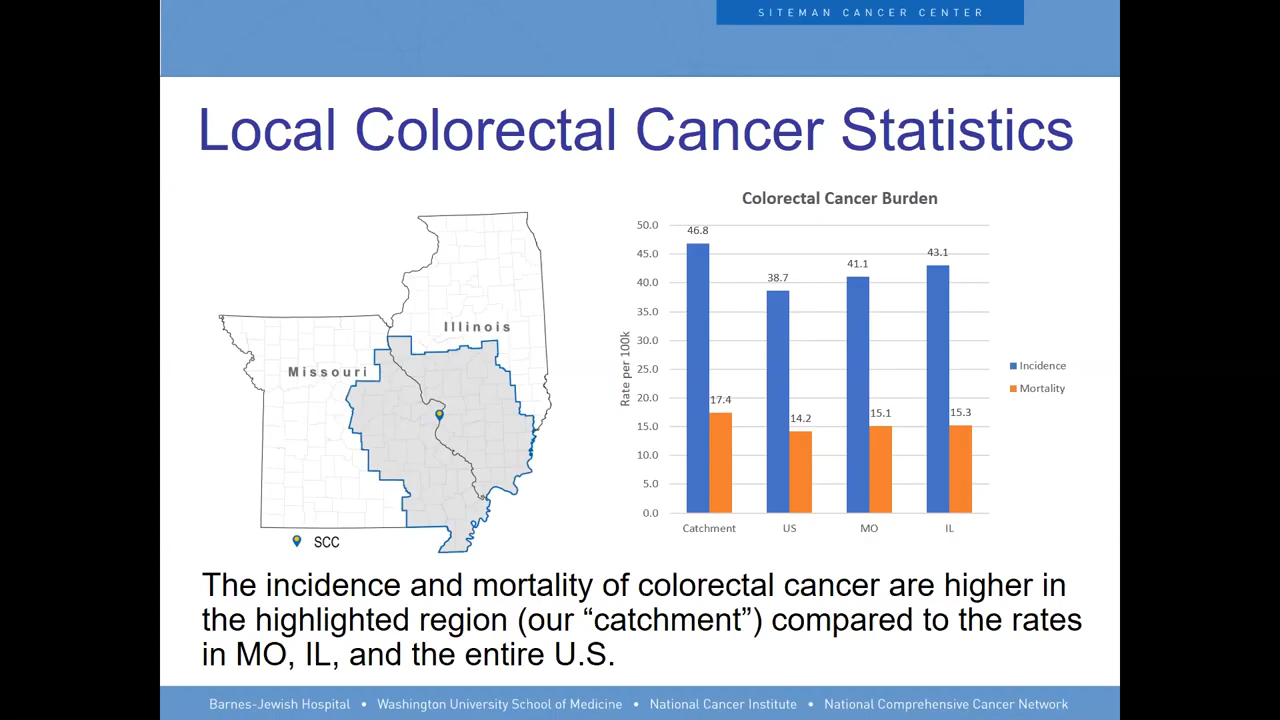 SITEMAN CANCER CENTER
Local Colorectal Cancer Statistics
Illinois
Missouri
SCC
Colorectal Cancer Burden
50.0
45.0
40.0
35.0
30.0
25.0
20.0
15.0
10.0
5.0
0.0
Rate per 100k
46.8
17.4
38.7
14.2
41.1
15.1
43.1
15.3
Catchment US MO IL
Incidence
Mortality
The incidence and mortality of colorectal cancer are higher in
the highlighted region (our “catchment”) compared to the rates
in MO, IL, and the entire U.S.
Barnes-Jewish Hospital • Washington University School of Medicine • National Cancer Institute • National Comprehensive Cancer Network